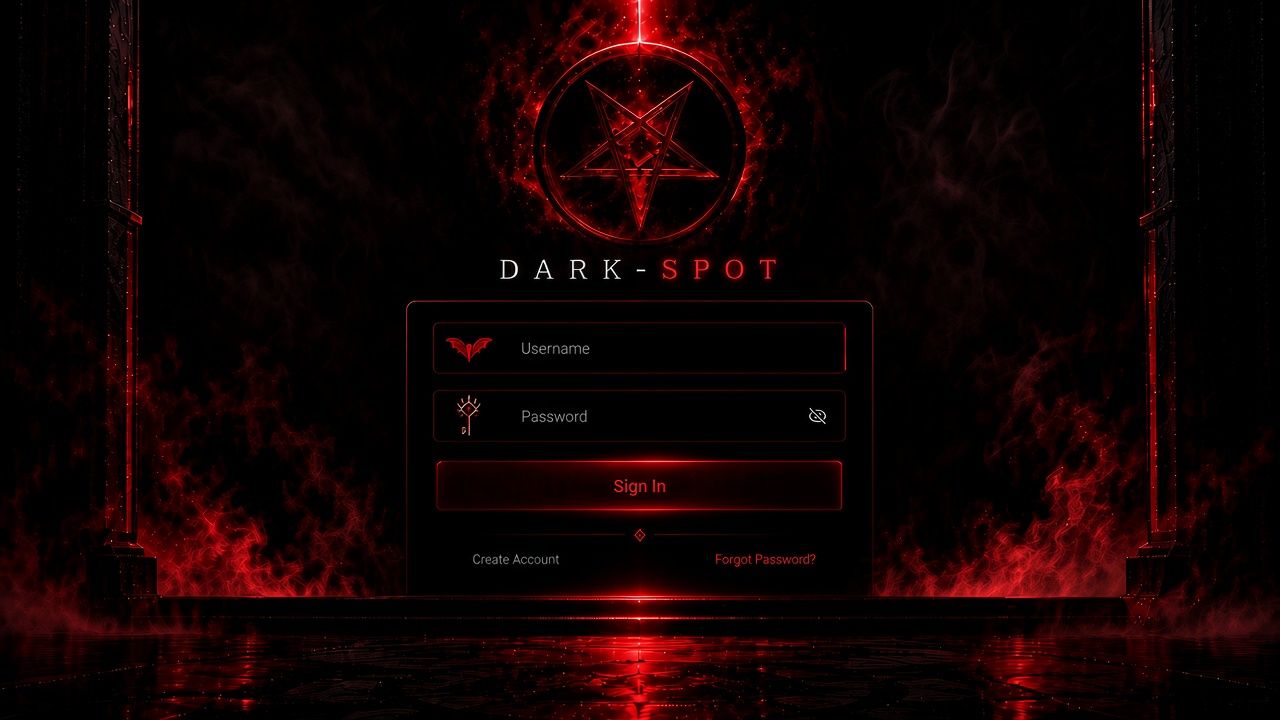 DARK-SPOT
Username
Password
Sign In
Create Account
Forgot Password?